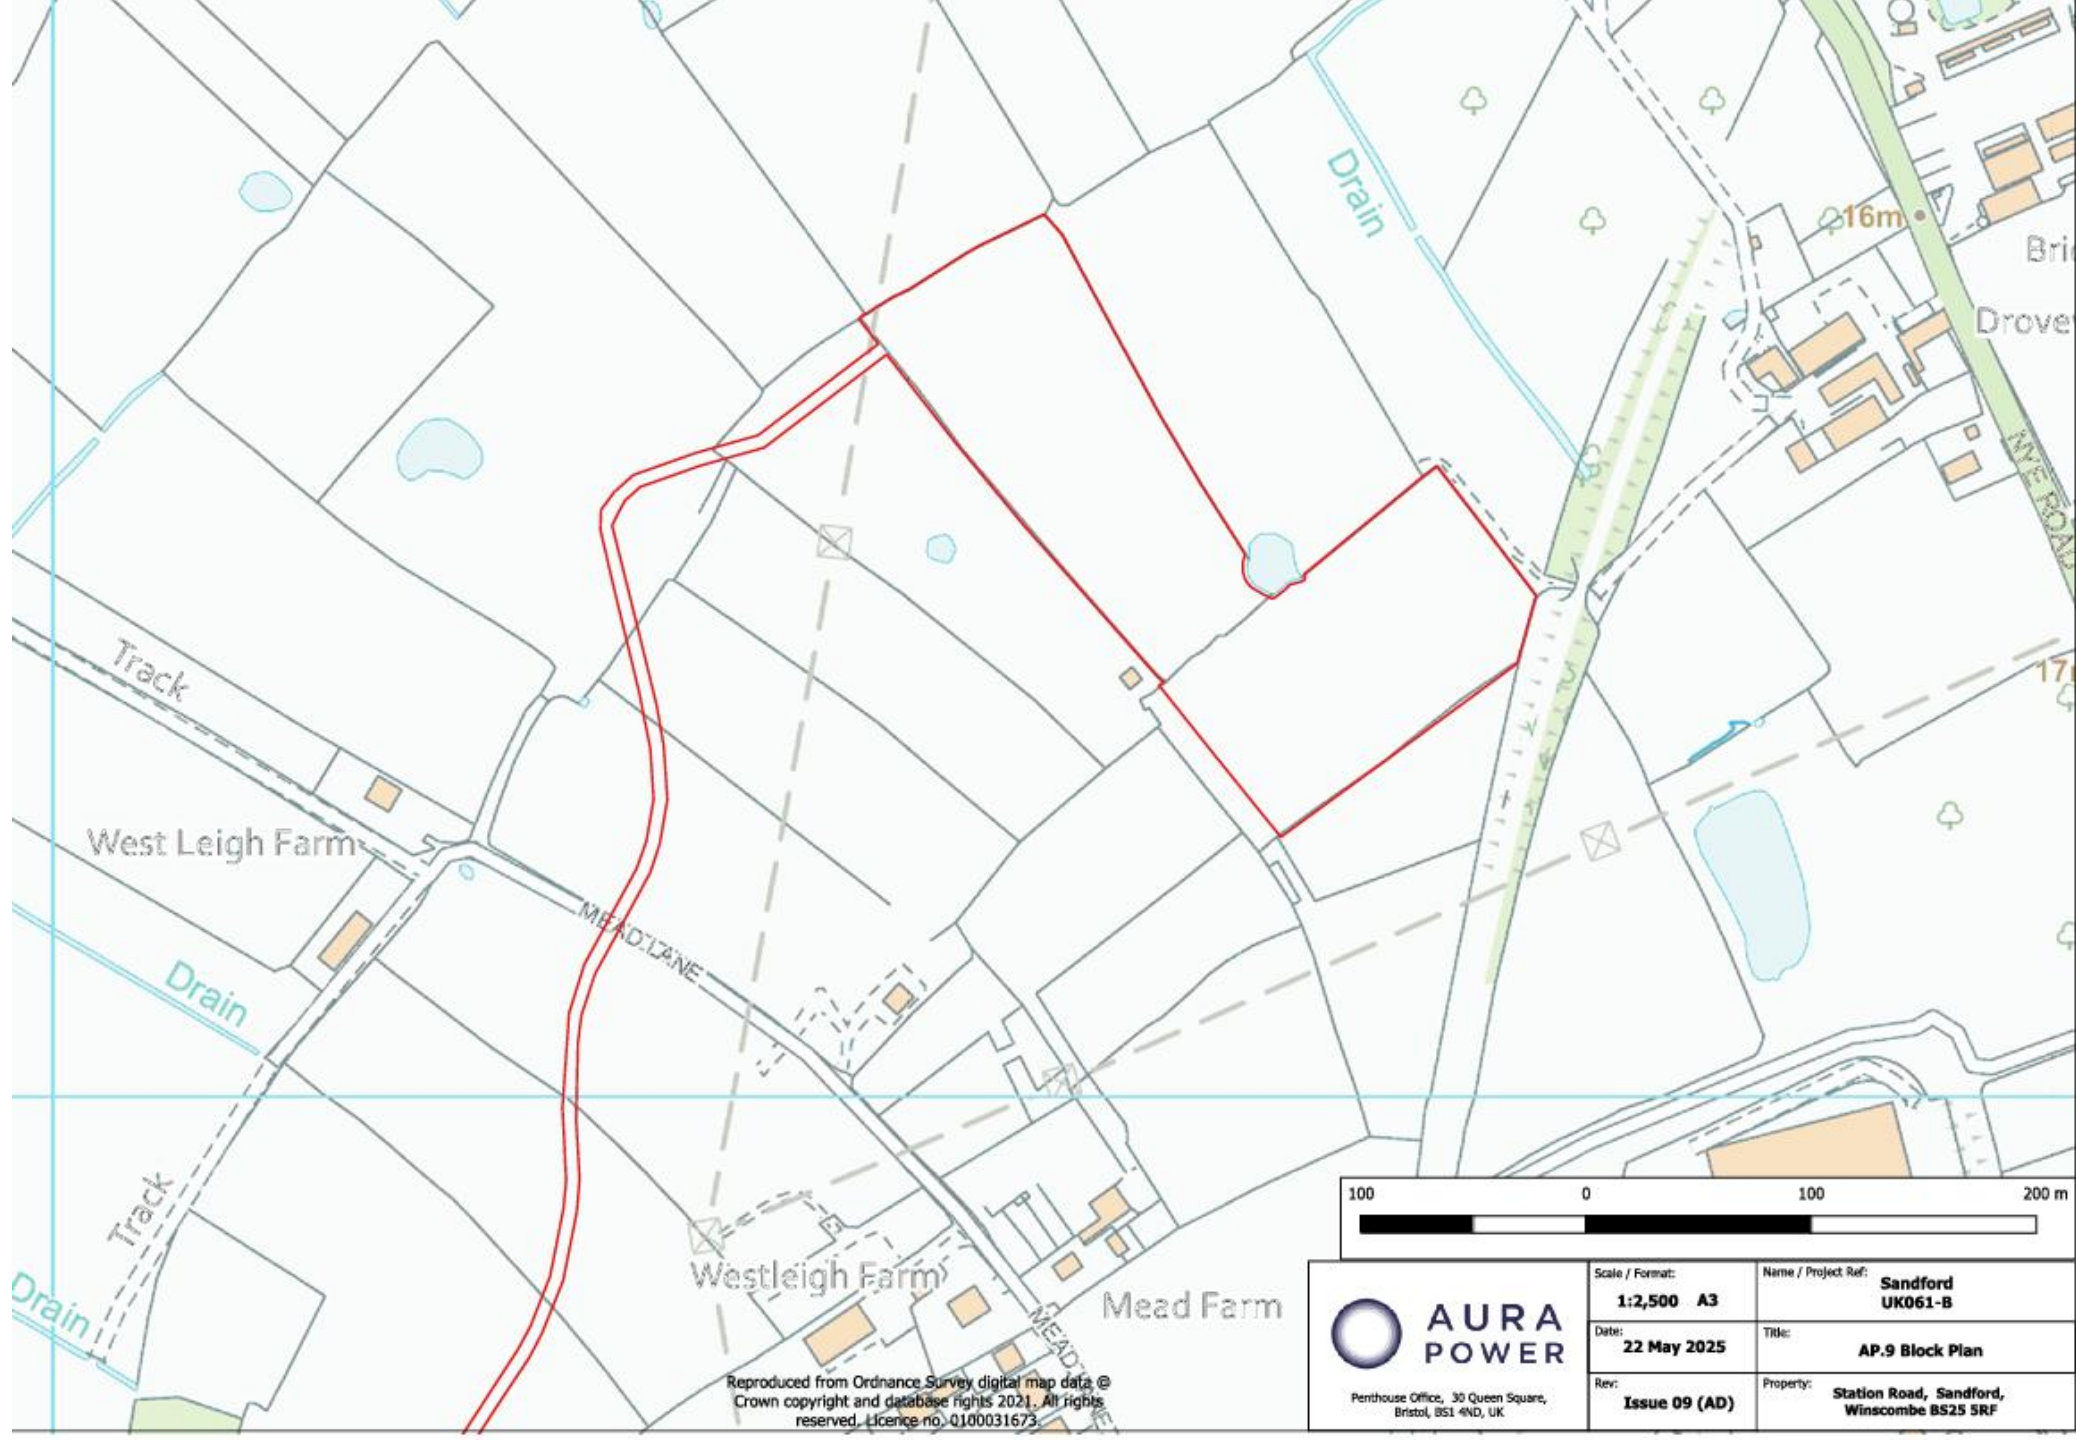 Drain
16m
Drove
NYE ROAD
Track
17
West Leigh Farm
MEAD LANE
Drain
Track
Drain
Westleigh Farm
Mead Farm
MEAD LANE
100 0 100 200 m
AURA
POWER
Penthouse Office, 30 Queen Square,
Bristol, BS1 4ND, UK
Scale / Format:
1:2,500 A3
Name / Project Ref:
Sandford
UK061-B
Date:
22 May 2025
Title:
AP.9 Block Plan
Rev:
Issue 09 (AD)
Property:
Station Road, Sandford,
Winscombe BS25 5RF
Reproduced from Ordnance Survey digital map data @
Crown copyright and database rights 2021. All rights
reserved. Licence no. 0100031673.